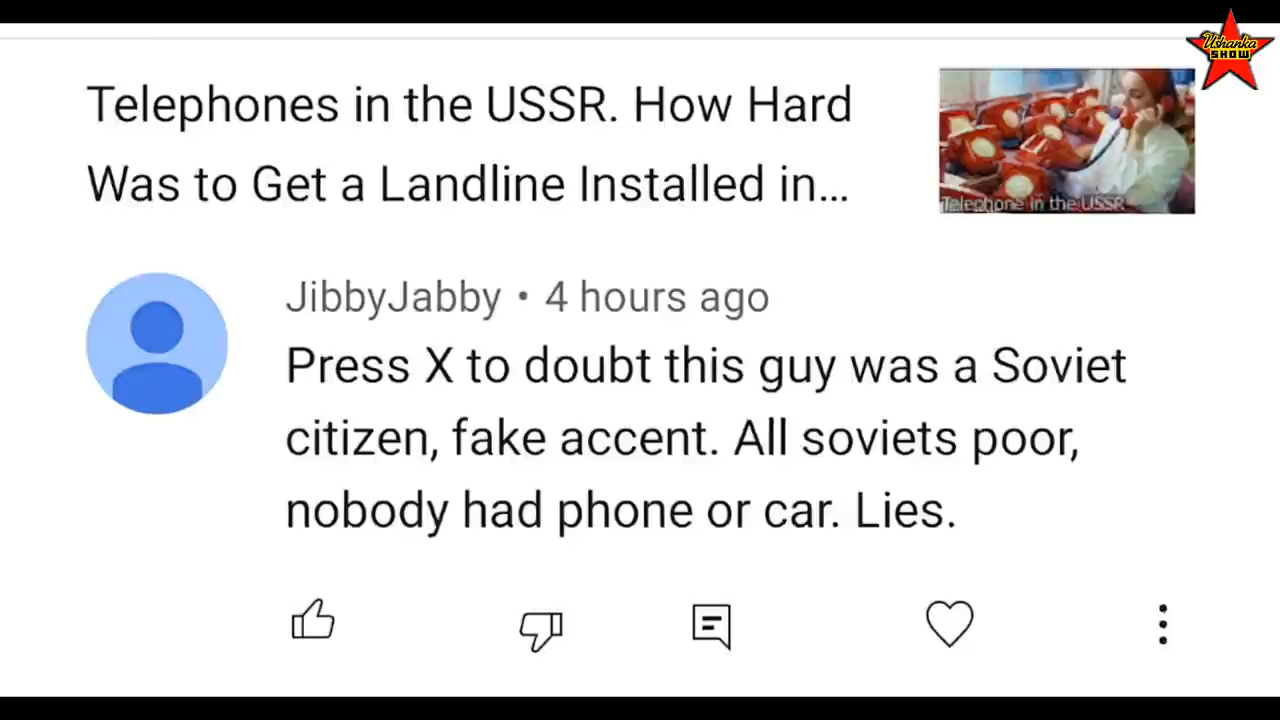 Ushanka
SHOW
Telephones in the USSR. How Hard
Was to Get a Landline Installed in...
Telephone in the USSR
JibbyJabby • 4 hours ago
Press X to doubt this guy was a Soviet
citizen, fake accent. All soviets poor,
nobody had phone or car. Lies.